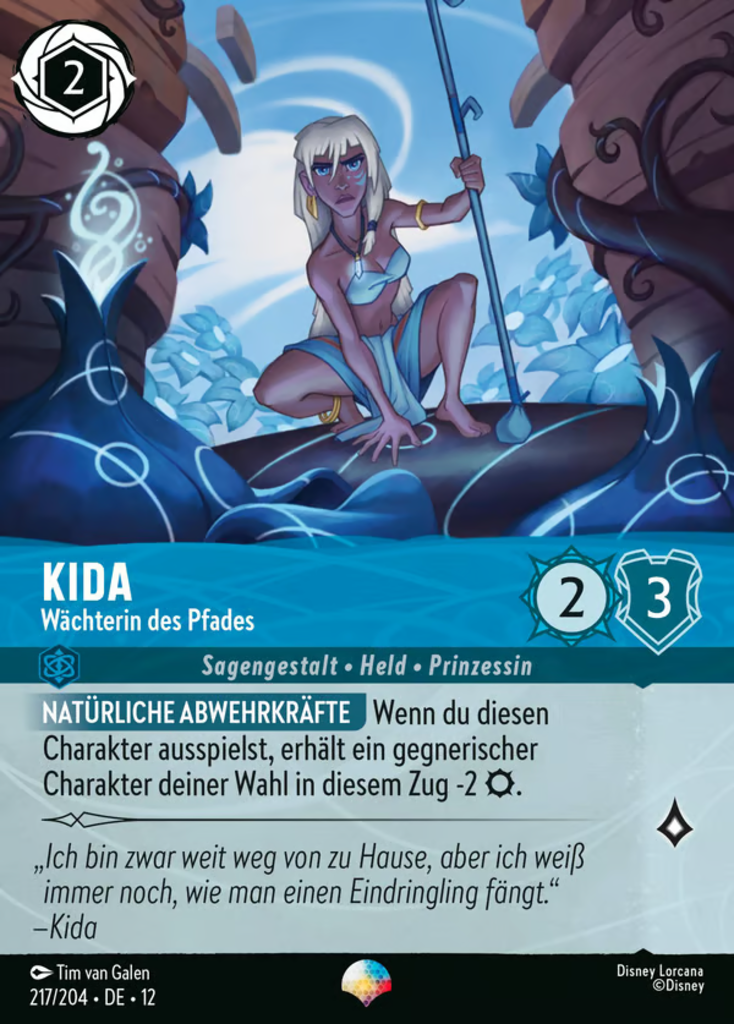 2
KIDA
Wächterin des Pfades
2 3
Sagengestalt • Held • Prinzessin
NATÜRLICHE ABWEHRKRÄFTE Wenn du diesen
Charakter ausspielst, erhält ein gegnerischer
Charakter deiner Wahl in diesem Zug -2 .
„Ich bin zwar weit weg von zu Hause, aber ich weiß
immer noch, wie man einen Eindringling fängt.“
–Kida
Tim van Galen
Disney Lorcana
217/204 • DE • 12
©Disney